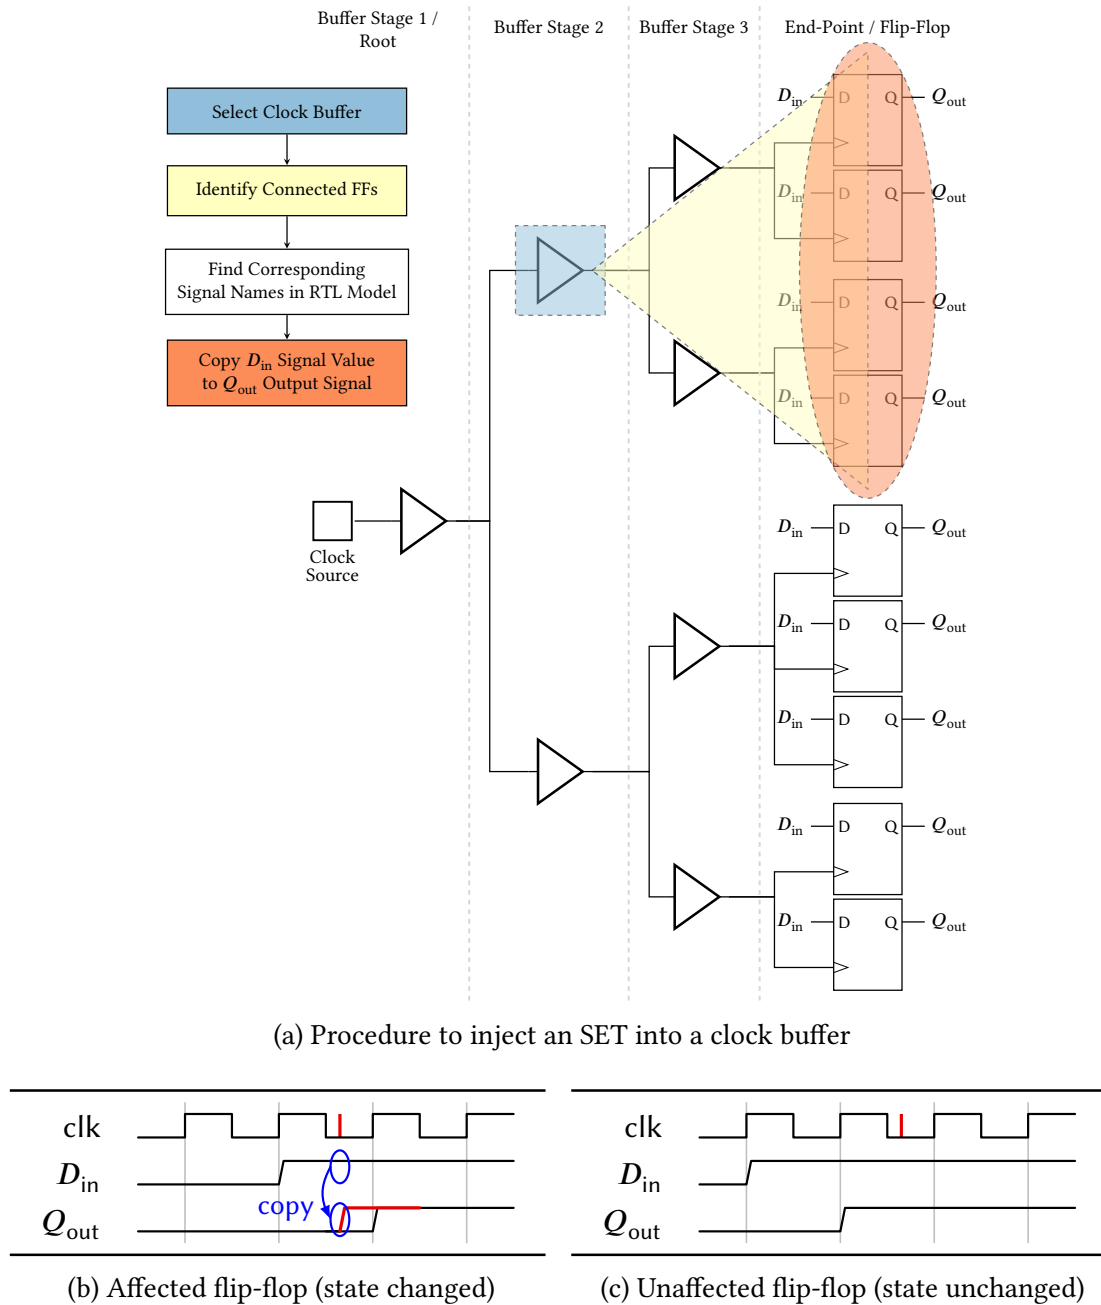 Buffer Stage 1 /
Root
Buffer Stage 2
Buffer Stage 3
End-Point / Flip-Flop
Select Clock Buffer
Identify Connected FFs
Find Corresponding
Signal Names in RTL Model
Copy Din Signal Value
to Qout Output Signal
Din D Q Qout
Din D Q Qout
Din D Q Qout
Din D Q Qout
Clock
Source
Din D Q Qout
Din D Q Qout
Din D Q Qout
Din D Q Qout
Din D Q Qout
(a) Procedure to inject an SET into a clock buffer
clk
Din
copy
Qout
(b) Affected flip-flop (state changed)
clk
Din
Qout
(c) Unaffected flip-flop (state unchanged)